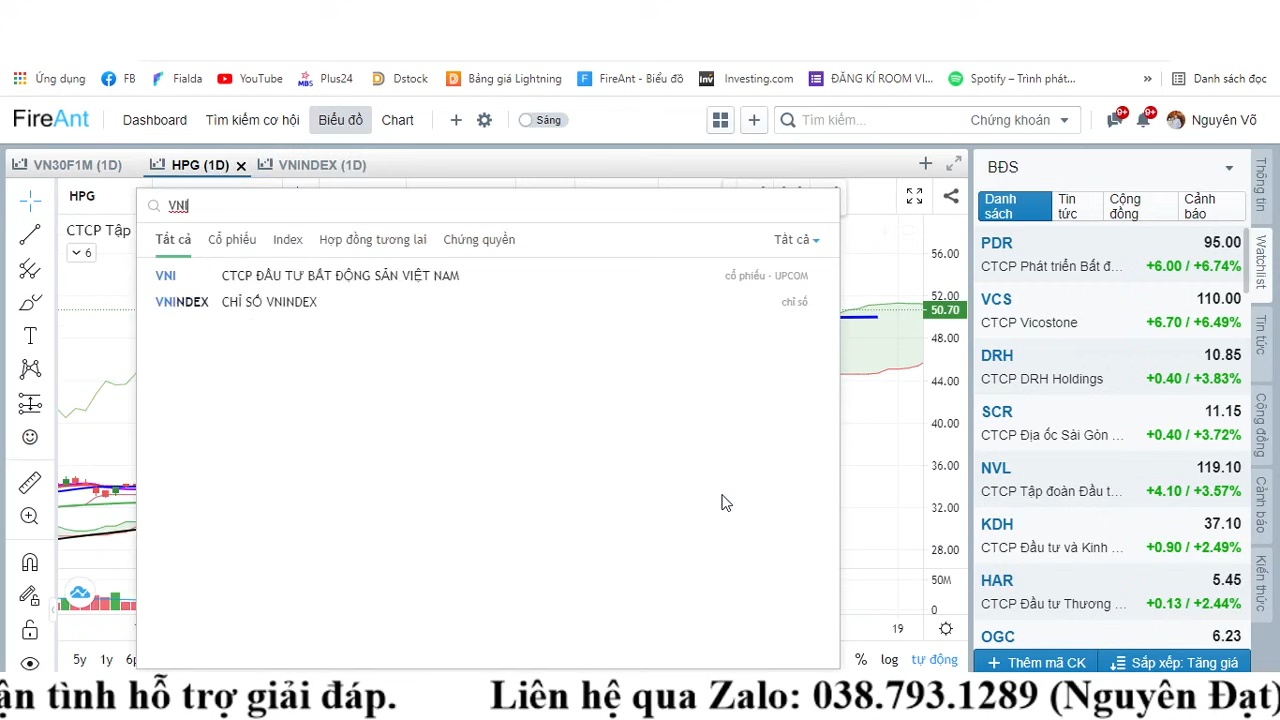 Ứng dụng FB Fialda YouTube MBS Plus24 Dstock Bảng giá Lightning FireAnt - Biểu đồ Inv Investing.com ĐĂNG KÍ ROOM VI... Spotify – Trình phát... » Danh sách đọc
FireAnt Dashboard Tìm kiếm cơ hội Biểu đồ Chart Sáng Tìm kiếm... Chứng khoán 9+ 9+ Nguyên Võ
VN30F1M (1D) HPG (1D) VNINDEX (1D)
HPG
VNI
CTCP Tập
6
Tất cả Cổ phiếu Index Hợp đồng tương lai Chứng quyền Tất cả
VNI CTCP ĐẦU TƯ BẤT ĐỘNG SẢN VIỆT NAM cổ phiếu - UPCOM
VNINDEX CHỈ SỐ VNINDEX chỉ số
56.00
52.00
50.70
48.00
44.00
40.00
36.00
32.00
28.00
50M
0
19
5y 1y 6p % log tự động
BĐS
Danh sách Tin tức Cộng đồng Cảnh báo
PDR 95.00
CTCP Phát triển Bất đ... +6.00 / +6.74%
VCS 110.00
CTCP Vicostone +6.70 / +6.49%
DRH 10.85
CTCP DRH Holdings +0.40 / +3.83%
SCR 11.15
CTCP Địa ốc Sài Gòn ... +0.40 / +3.72%
NVL 119.10
CTCP Tập đoàn Đầu t... +4.10 / +3.57%
KDH 37.10
CTCP Đầu tư và Kinh ... +0.90 / +2.49%
HAR 5.45
CTCP Đầu tư Thương ... +0.13 / +2.44%
OGC 6.23
Thêm mã CK Sắp xếp: Tăng giá
Thông tin
Watchlist
Tin tức
Cộng đồng
Cảnh báo
Kiến thức
ận tình hỗ trợ giải đáp. Liên hệ qua Zalo: 038.793.1289 (Nguyên Đạt)